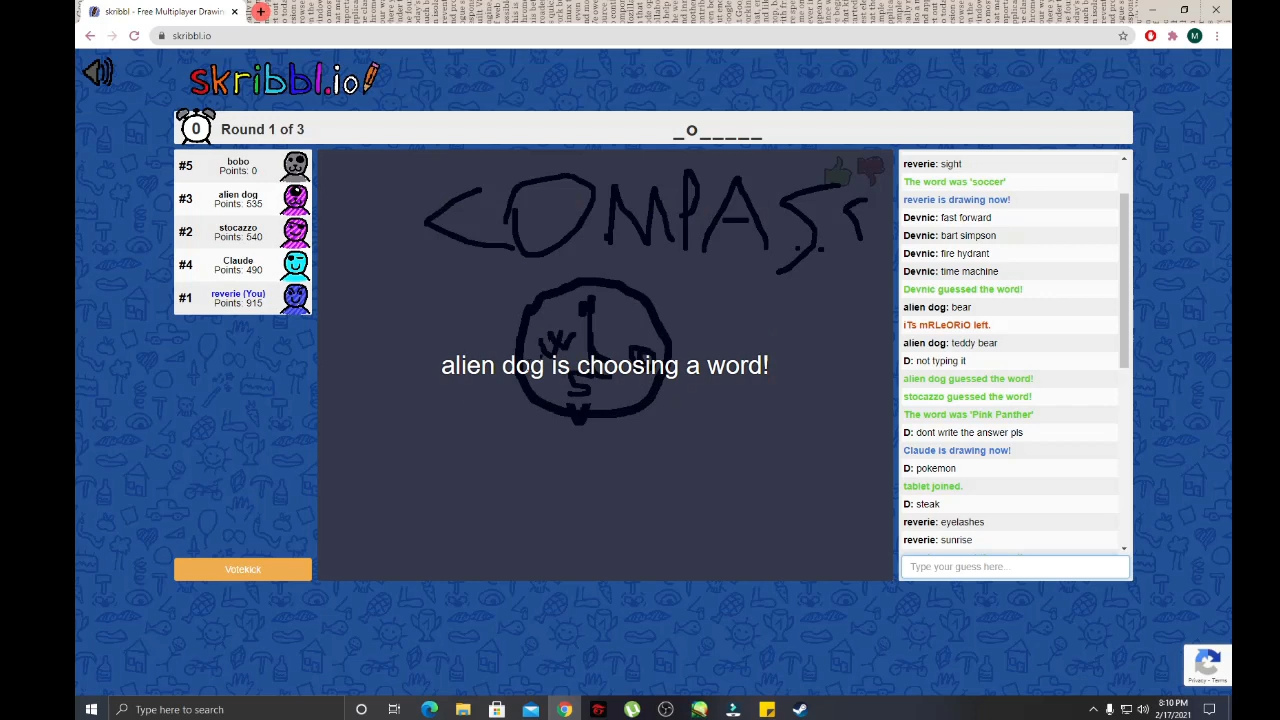 skribbl - Free Multiplayer Drawin
skribbl.io
M
skribbl.io
0
Round 1 of 3
_o_____
#5
bobo
Points: 0
#3
alien dog
Points: 535
#2
stocazzo
Points: 540
#4
Claude
Points: 490
#1
reverie (You)
Points: 915
Votekick
COMPASS
W
S
alien dog is choosing a word!
reverie: sight
The word was 'soccer'
reverie is drawing now!
Devnic: fast forward
Devnic: bart simpson
Devnic: fire hydrant
Devnic: time machine
Devnic guessed the word!
alien dog: bear
iTs mRLeORiO left.
alien dog: teddy bear
D: not typing it
alien dog guessed the word!
stocazzo guessed the word!
The word was 'Pink Panther'
D: dont write the answer pls
Claude is drawing now!
D: pokemon
tablet joined.
D: steak
reverie: eyelashes
reverie: sunrise
Type your guess here...
Privacy - Terms
Type here to search
8:10 PM
2/17/2021